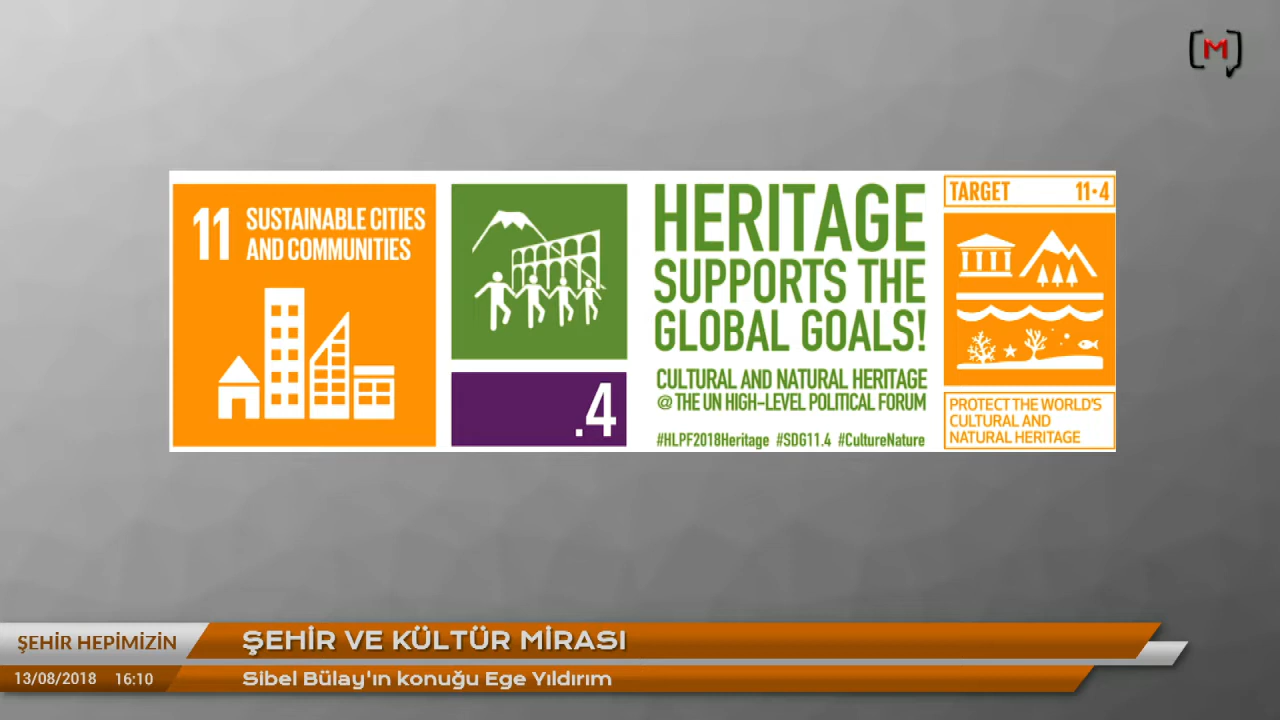 M
11 SUSTAINABLE CITIES
AND COMMUNITIES
.4
HERITAGE
SUPPORTS THE
GLOBAL GOALS!
CULTURAL AND NATURAL HERITAGE
@ THE UN HIGH-LEVEL POLITICAL FORUM
#HLPF2018Heritage #SDG11.4 #CultureNature
TARGET 11•4
PROTECT THE WORLD'S
CULTURAL AND
NATURAL HERITAGE
ŞEHİR HEPİMİZİN
ŞEHİR VE KÜLTÜR MİRASI
13/08/2018 16:10
Sibel Bülay'ın konuğu Ege Yıldırım